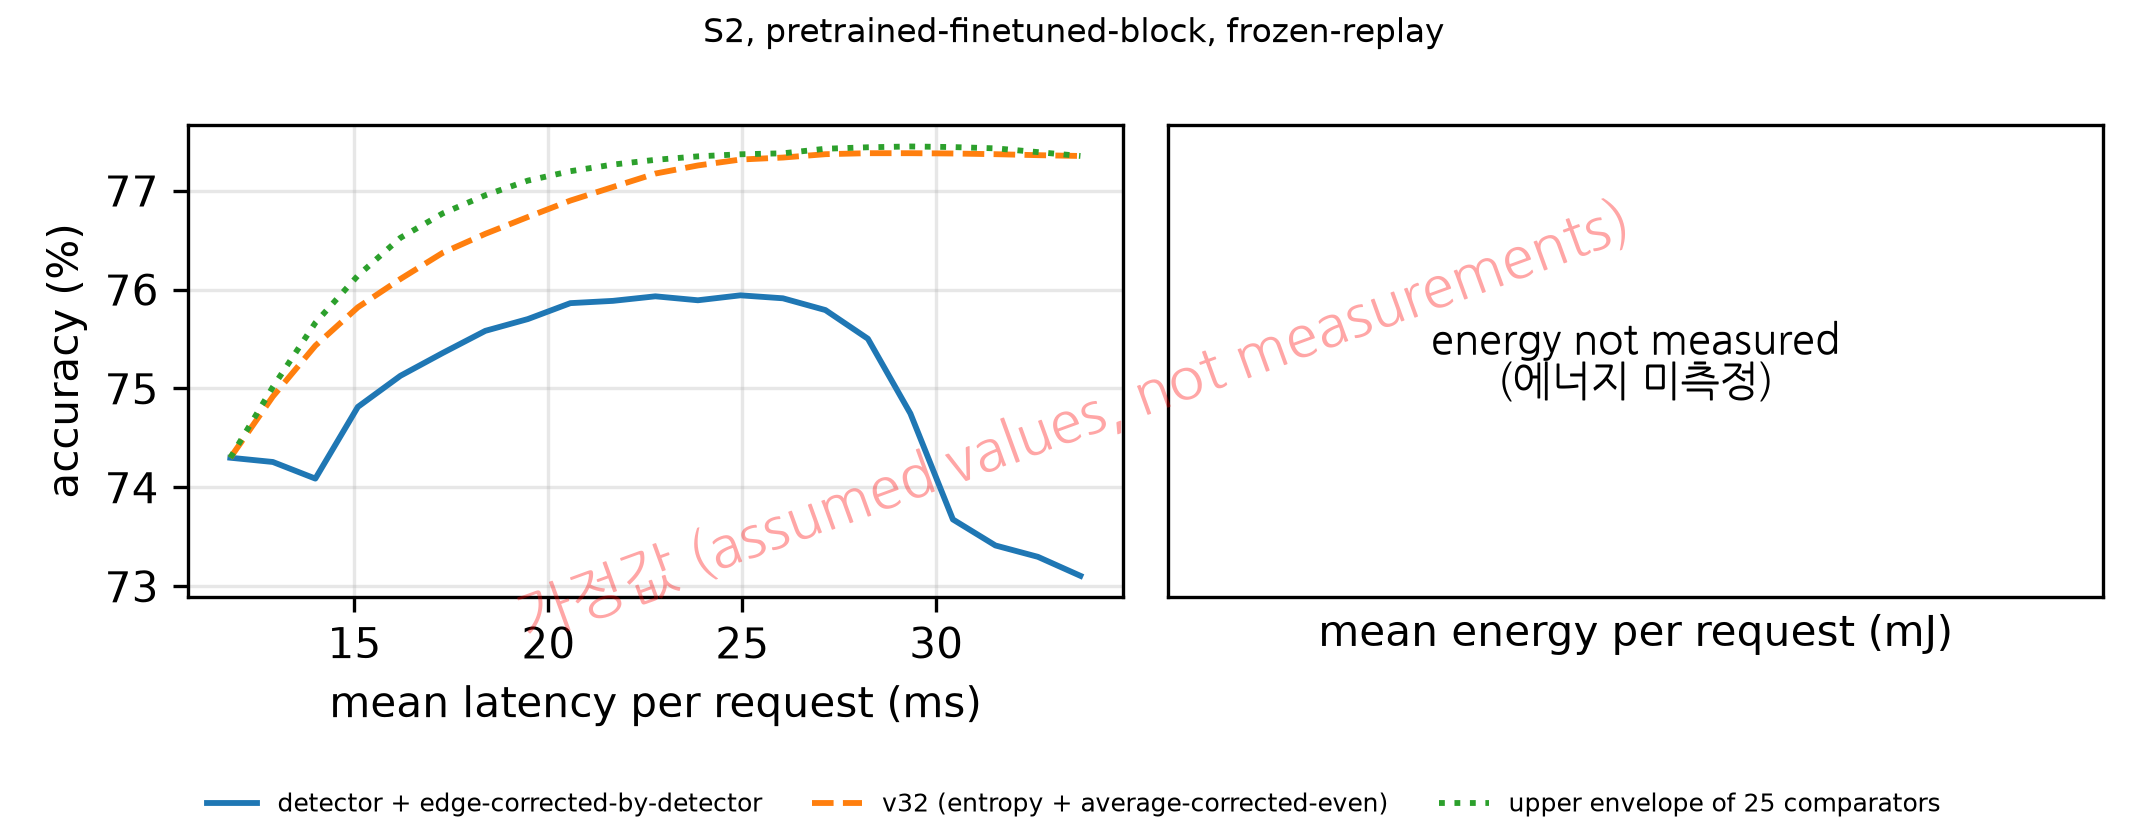 S2, pretrained-finetuned-block, frozen-replay
accuracy (%)
77
76
75
74
73
15
20
25
30
mean latency per request (ms)
energy not measured
(에너지 미측정)
mean energy per request (mJ)
가정값 (assumed values, not measurements)
detector + edge-corrected-by-detector
v32 (entropy + average-corrected-even)
upper envelope of 25 comparators